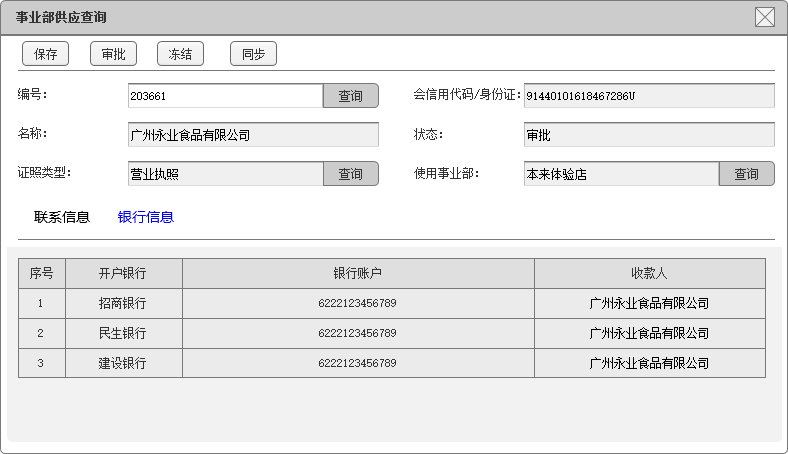 事业部供应查询
保存 审批 冻结 同步
编号： 203661 查询 会信用代码/身份证： 91440101618467286U
名称： 广州永业食品有限公司 状态： 审批
证照类型： 营业执照 查询 使用事业部： 本来体验店 查询
联系信息 银行信息
序号 开户银行 银行账户 收款人
1 招商银行 6222123456789 广州永业食品有限公司
2 民生银行 6222123456789 广州永业食品有限公司
3 建设银行 6222123456789 广州永业食品有限公司